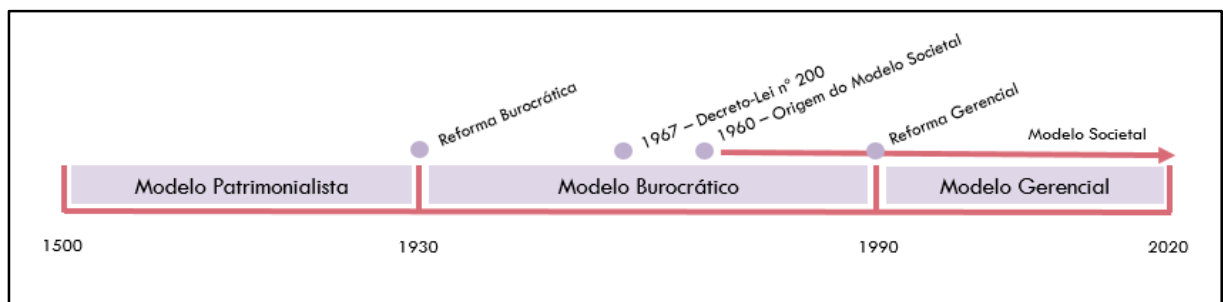 Reforma Burocrática
1967 – Decreto-Lei nº 200
1960 – Origem do Modelo Societal
Reforma Gerencial
Modelo Societal
Modelo Patrimonialista
Modelo Burocrático
Modelo Gerencial
1500
1930
1990
2020